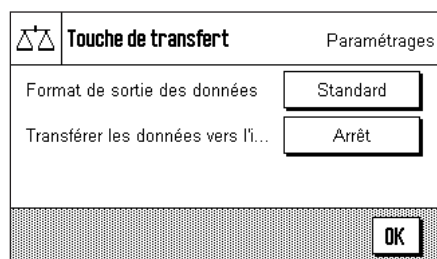 Touche de transfert Paramétrages
Format de sortie des données Standard
Transférer les données vers l'i... Arrêt
OK